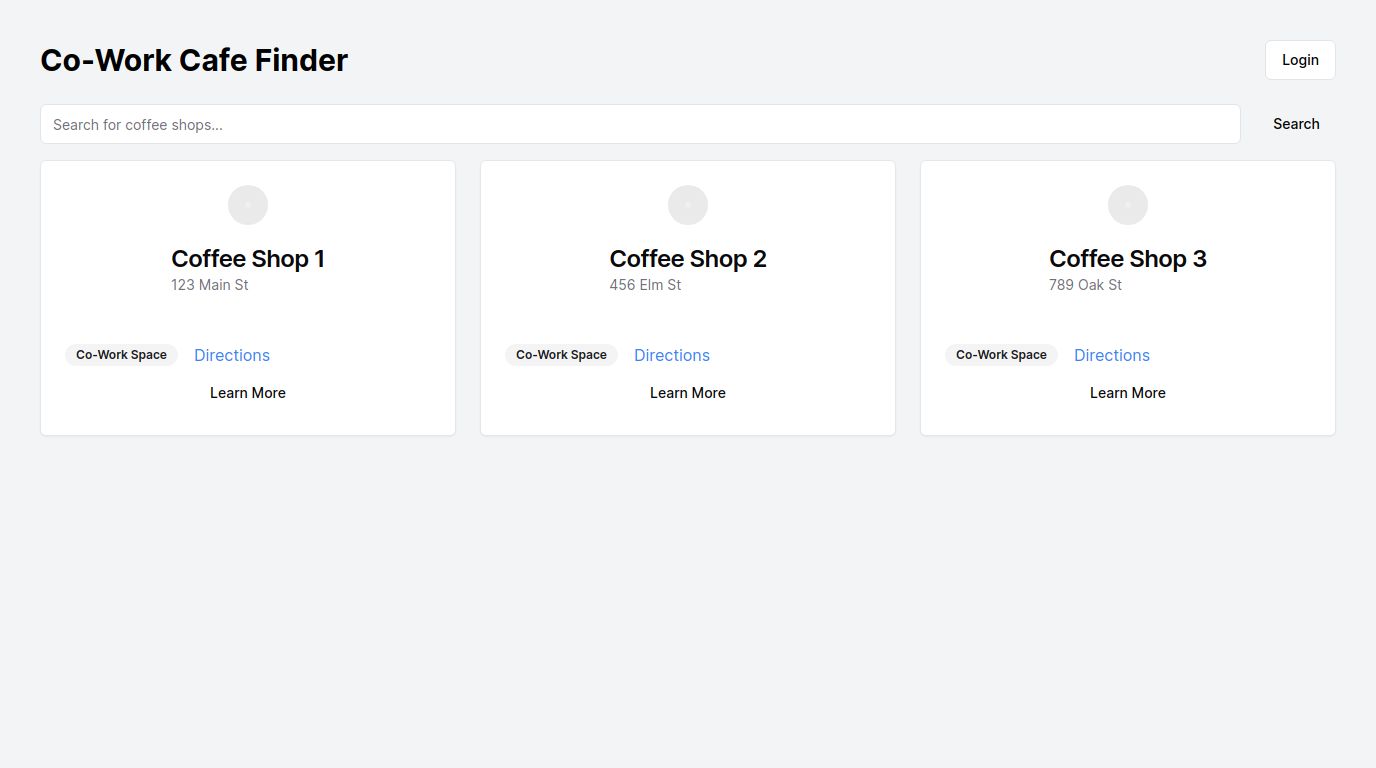 Co-Work Cafe Finder
Login
Search for coffee shops...
Search
Coffee Shop 1
123 Main St
Co-Work Space Directions
Learn More
Coffee Shop 2
456 Elm St
Co-Work Space Directions
Learn More
Coffee Shop 3
789 Oak St
Co-Work Space Directions
Learn More